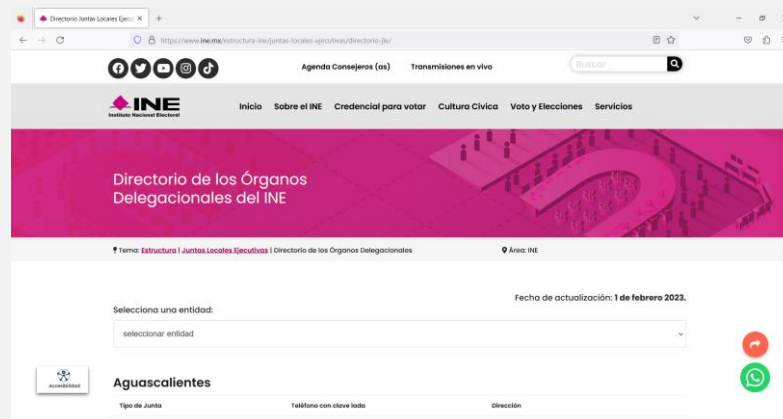 Directorio Juntas Locales Ejecu
https://www.ine.mx/estructura-ine/juntas-locales-ejecutivas/directorio-jle/
Agenda Consejeros (as) Transmisiones en vivo Buscar
INE
Instituto Nacional Electoral
Inicio Sobre el INE Credencial para votar Cultura Cívica Voto y Elecciones Servicios
Directorio de los Órganos
Delegacionales del INE
Tema: Estructura | Juntas Locales Ejecutivas | Directorio de los Órganos Delegacionales Área: INE
Fecha de actualización: 1 de febrero 2023.
Selecciona una entidad:
seleccionar entidad
Accesibilidad
Aguascalientes
Tipo de Junta Teléfono con clave lada Dirección